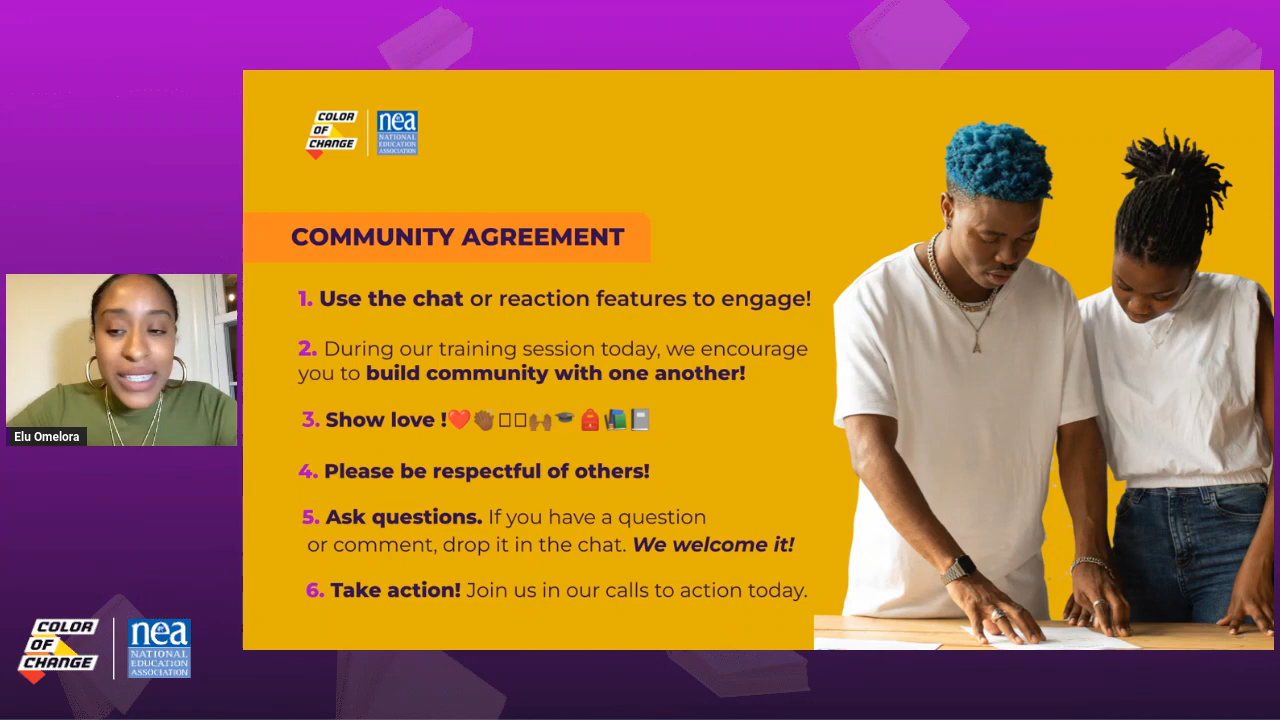 COLOR
OF
CHANGE
nea
NATIONAL
EDUCATION
ASSOCIATION
COMMUNITY AGREEMENT
1. Use the chat or reaction features to engage!
2. During our training session today, we encourage
you to build community with one another!
3. Show love !❤️👏🏾▯▯🙌🏾🎓🎒📚📓
4. Please be respectful of others!
5. Ask questions. If you have a question
or comment, drop it in the chat. We welcome it!
6. Take action! Join us in our calls to action today.
Elu Omelora
COLOR
OF
CHANGE
nea
NATIONAL
EDUCATION
ASSOCIATION